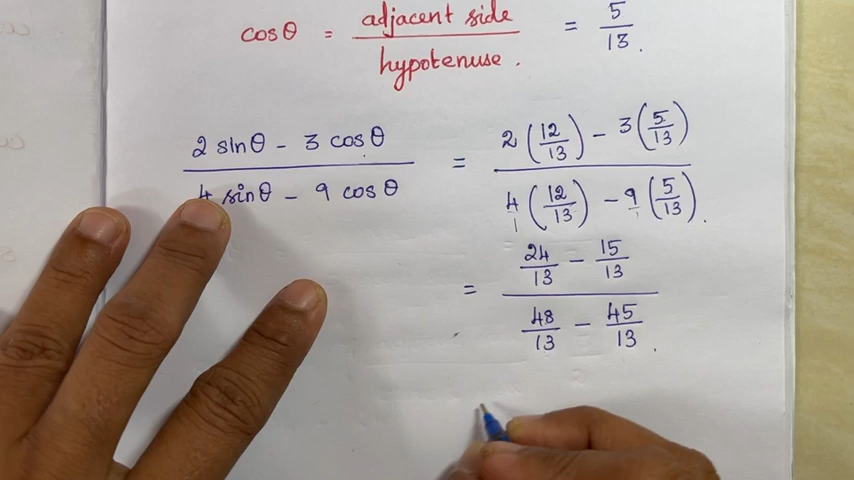 cosθ = adjacent side / hypotenuse. = 5/13.
(2 sinθ - 3 cosθ) / (4 sinθ - 9 cosθ) = (2 (12/13) - 3 (5/13)) / (4 (12/13) - 9 (5/13)).
= (24/13 - 15/13) / (48/13 - 45/13).